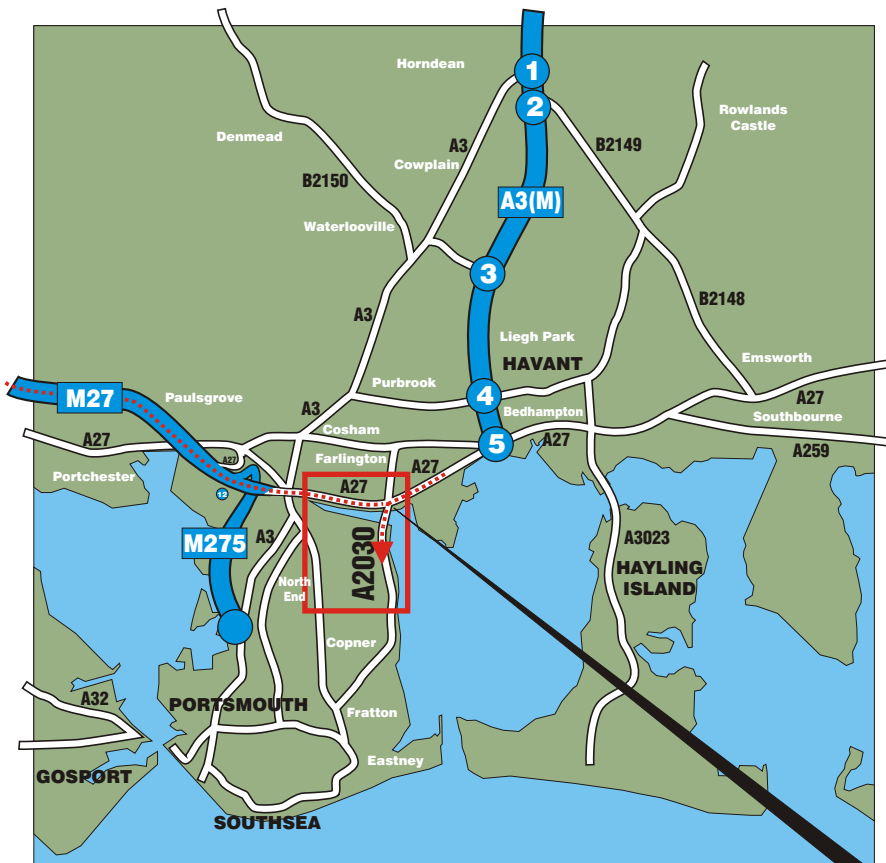 Horndean
1
2
Rowlands
Castle
Denmead
A3
B2149
Cowplain
B2150
A3(M)
Waterlooville
3
A3
B2148
Liegh Park
HAVANT
Emsworth
Purbrook
4
M27
Paulsgrove
A27
Bedhampton
Southbourne
A3
A27
Cosham
5
A27
A259
Portchester
A27
Farlington
A27
A27
12
M275
A3
A2030
A3023
North
End
HAYLING
ISLAND
Copner
A32
PORTSMOUTH
Fratton
Eastney
GOSPORT
SOUTHSEA